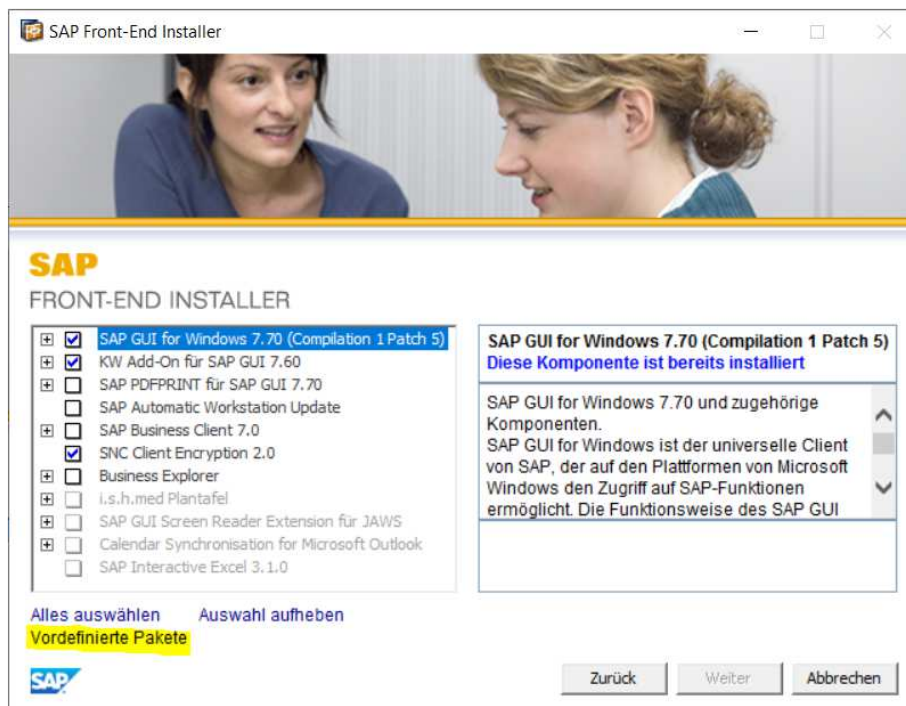 SAP Front-End Installer
SAP
FRONT-END INSTALLER
SAP GUI for Windows 7.70 (Compilation 1 Patch 5)
KW Add-On für SAP GUI 7.60
SAP PDFPRINT für SAP GUI 7.70
SAP Automatic Workstation Update
SAP Business Client 7.0
SNC Client Encryption 2.0
Business Explorer
i.s.h.med Plantafel
SAP GUI Screen Reader Extension für JAWS
Calendar Synchronisation for Microsoft Outlook
SAP Interactive Excel 3.1.0
SAP GUI for Windows 7.70 (Compilation 1 Patch 5)
Diese Komponente ist bereits installiert
SAP GUI for Windows 7.70 und zugehörige
Komponenten.
SAP GUI for Windows ist der universelle Client
von SAP, der auf den Plattformen von Microsoft
Windows den Zugriff auf SAP-Funktionen
ermöglicht. Die Funktionsweise des SAP GUI
Alles auswählen Auswahl aufheben
Vordefinierte Pakete
SAP
Zurück Weiter Abbrechen